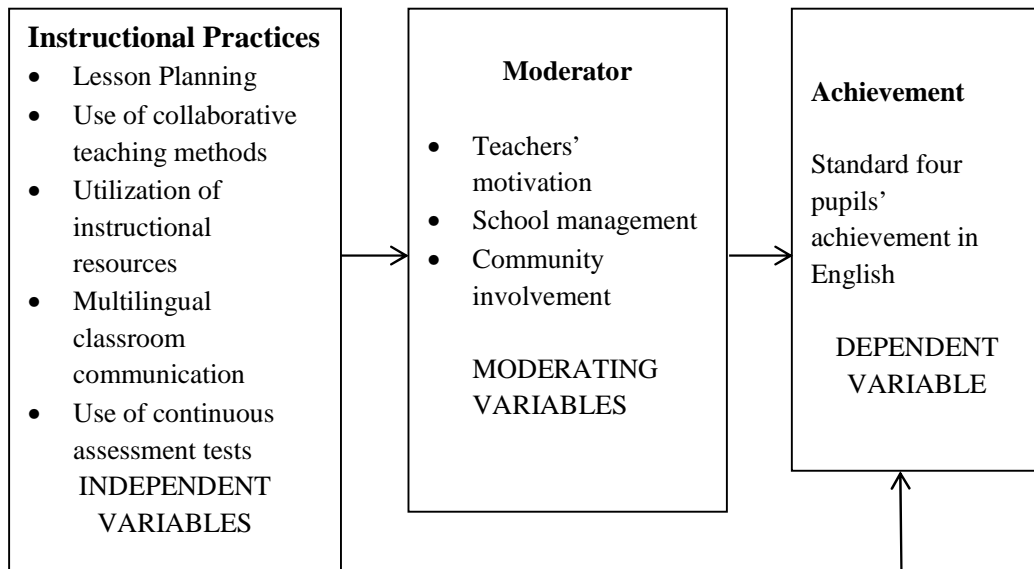 Instructional Practices
• Lesson Planning
• Use of collaborative
teaching methods
• Utilization of
instructional
resources
• Multilingual
classroom
communication
• Use of continuous
assessment tests
INDEPENDENT
VARIABLES
Moderator
• Teachers’
motivation
• School management
• Community
involvement
MODERATING
VARIABLES
Achievement
Standard four
pupils’
achievement in
English
DEPENDENT
VARIABLE